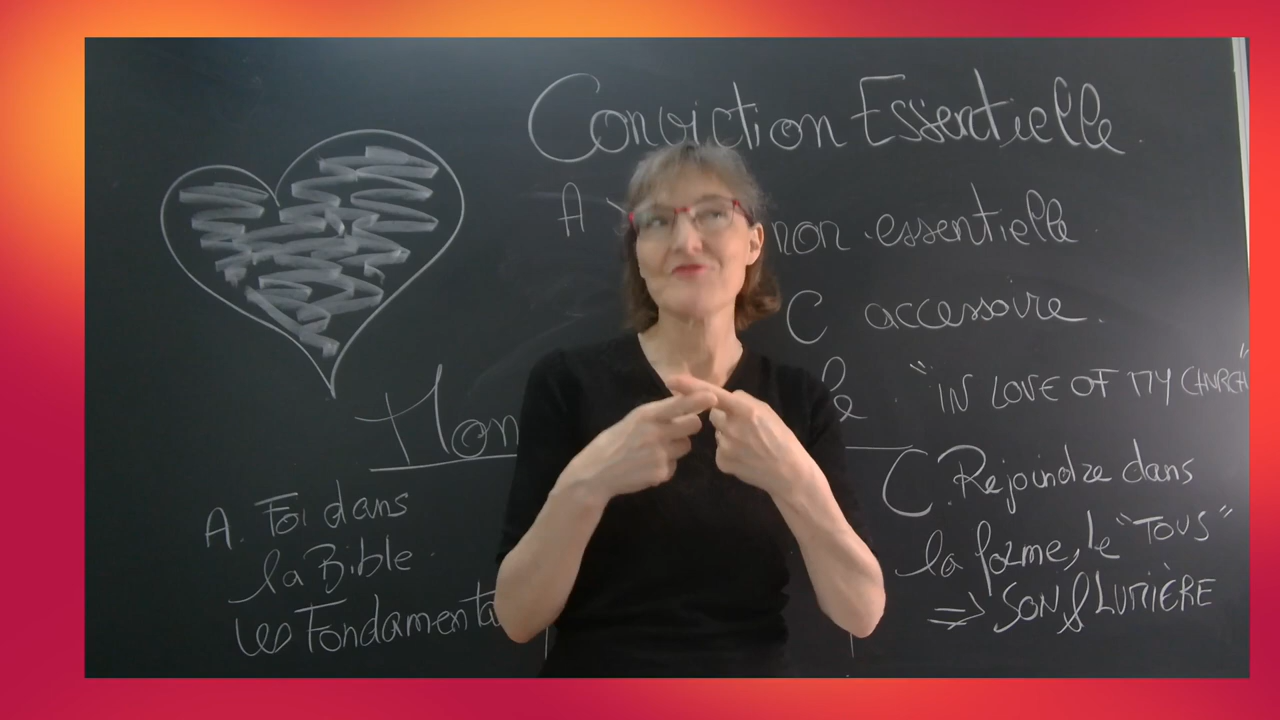 Conviction Essentielle.
A non essentielle.
C accessoire.
"IN LOVE OF MY CHURCH"
Mon
A. Foi dans
la Bible.
les Fondamenta
C. Rejoindre dans
la forme, le "TOUS"
⇒ SON & LUMIÈRE